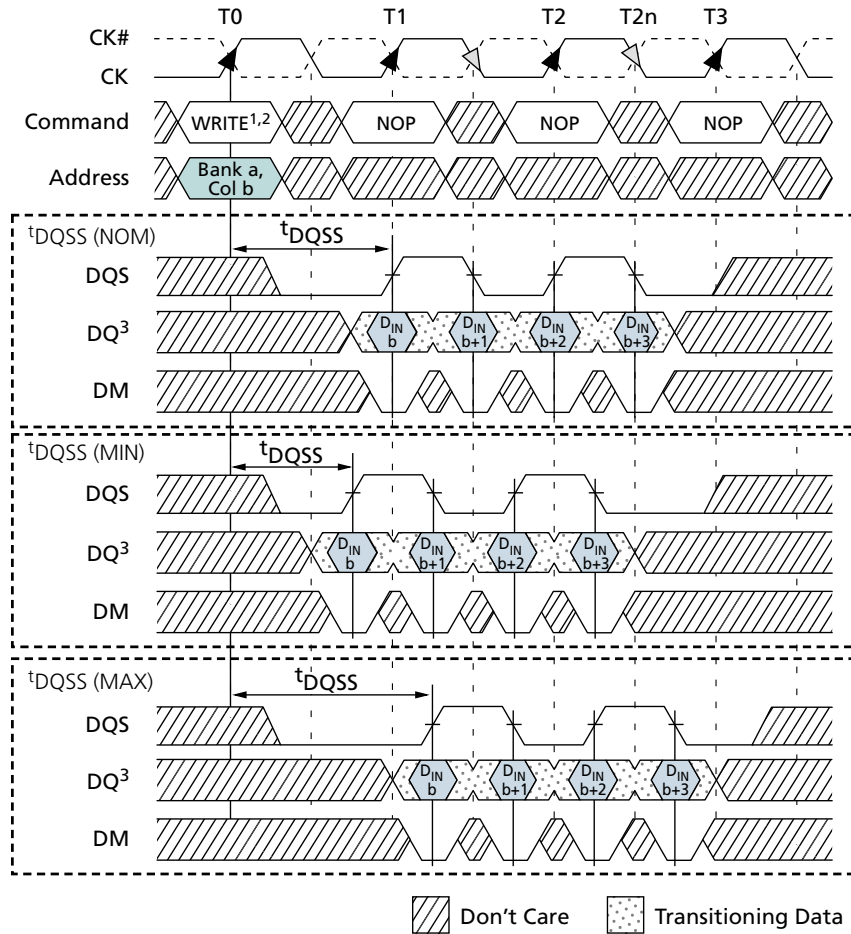 T0 T1 T2 T2n T3
CK#
CK
Command WRITE1,2 NOP NOP NOP
Address Bank a, Col b
tDQSS (NOM) tDQSS
DQS
DQ3 DIN b DIN b+1 DIN b+2 DIN b+3
DM
tDQSS (MIN) tDQSS
DQS
DQ3 DIN b DIN b+1 DIN b+2 DIN b+3
DM
tDQSS (MAX) tDQSS
DQS
DQ3 DIN b DIN b+1 DIN b+2 DIN b+3
DM
Don't Care Transitioning Data